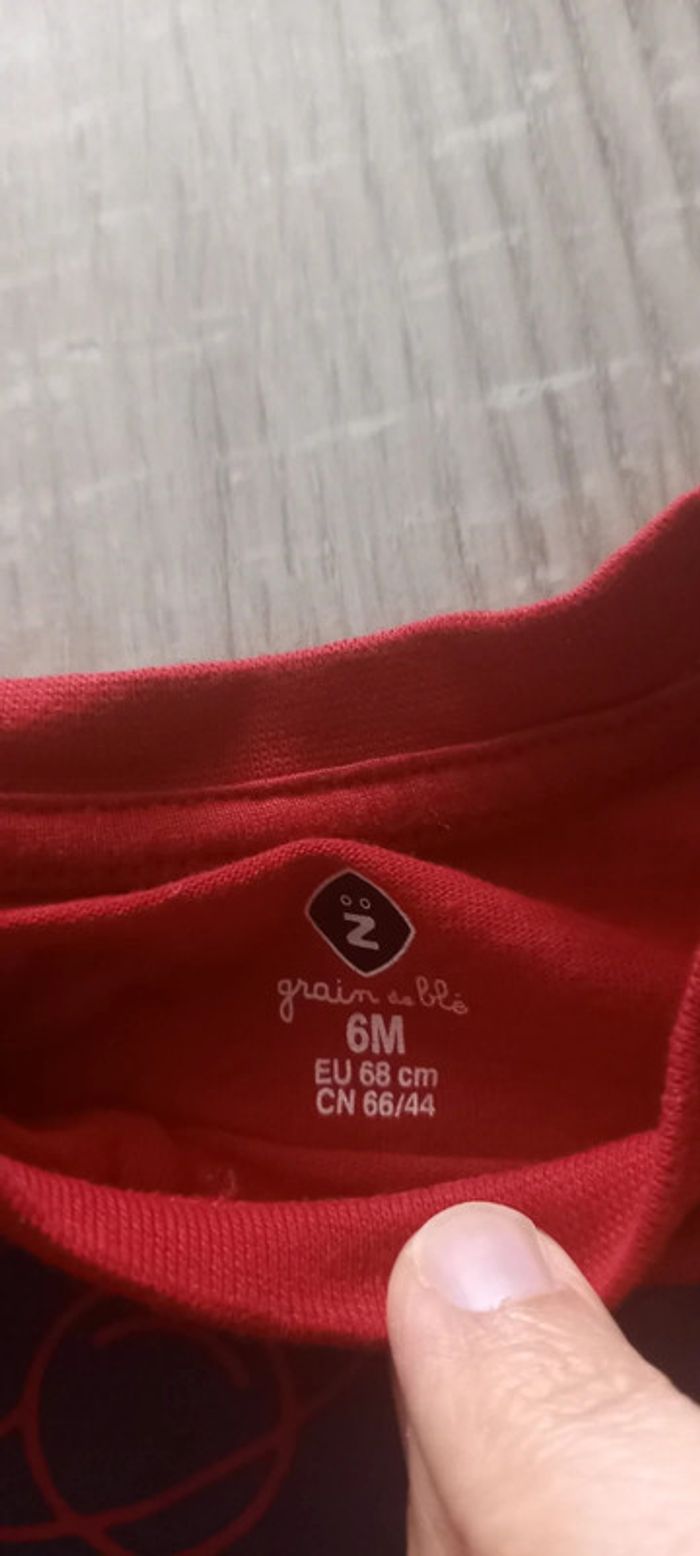 z
grain de blé
6M
EU 68 cm
CN 66/44